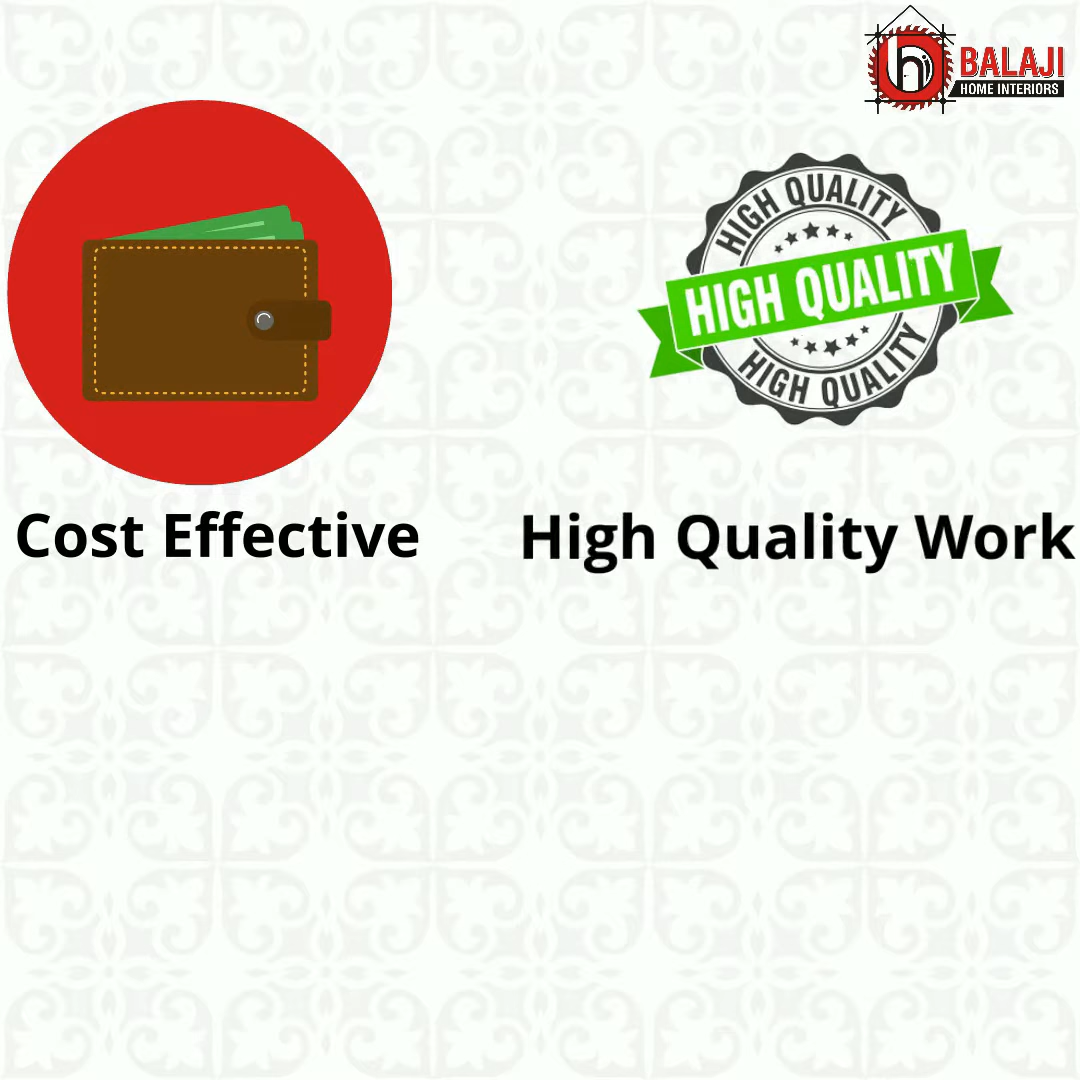 BALAJI
HOME INTERIORS
HIGH QUALITY
HIGH QUALITY
HIGH QUALITY
Cost Effective
High Quality Work